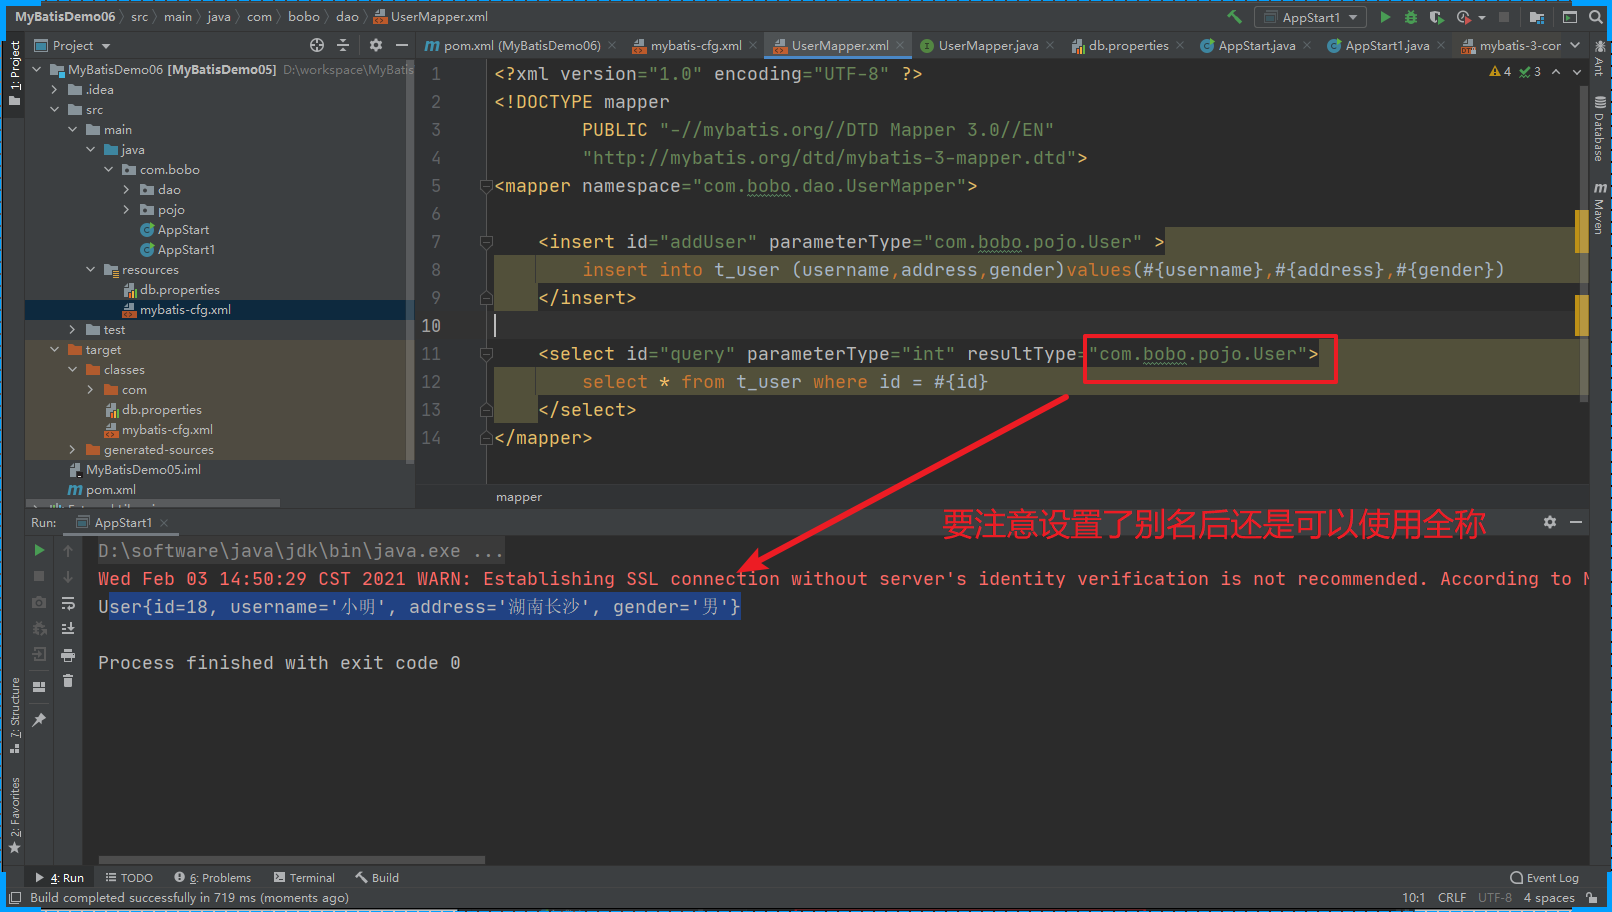 MyBatisDemo06 src main java com bobo dao UserMapper.xml AppStart1
1: Project
Project
pom.xml (MyBatisDemo06) mybatis-cfg.xml UserMapper.xml UserMapper.java db.properties AppStart.java AppStart1.java mybatis-3-cor
MyBatisDemo06 [MyBatisDemo05] D:\workspace\MyBatis
.idea
src
main
java
com.bobo
dao
pojo
AppStart
AppStart1
resources
db.properties
mybatis-cfg.xml
test
target
classes
com
db.properties
mybatis-cfg.xml
generated-sources
MyBatisDemo05.iml
pom.xml
1 <?xml version="1.0" encoding="UTF-8" ?>
2 <!DOCTYPE mapper
3 PUBLIC "-//mybatis.org//DTD Mapper 3.0//EN"
4 "http://mybatis.org/dtd/mybatis-3-mapper.dtd">
5 <mapper namespace="com.bobo.dao.UserMapper">
6
7 <insert id="addUser" parameterType="com.bobo.pojo.User" >
8 insert into t_user (username,address,gender)values(#{username},#{address},#{gender})
9 </insert>
10
11 <select id="query" parameterType="int" resultType="com.bobo.pojo.User">
12 select * from t_user where id = #{id}
13 </select>
14 </mapper>
4 3
Ant
Database
Maven
mapper
要注意设置了别名后还是可以使用全称
Run: AppStart1
D:\software\java\jdk\bin\java.exe ...
Wed Feb 03 14:50:29 CST 2021 WARN: Establishing SSL connection without server's identity verification is not recommended. According to M
User{id=18, username='小明', address='湖南长沙', gender='男'}
Process finished with exit code 0
7: Structure
2: Favorites
4: Run TODO 6: Problems Terminal Build Event Log
Build completed successfully in 719 ms (moments ago) 10:1 CRLF UTF-8 4 spaces